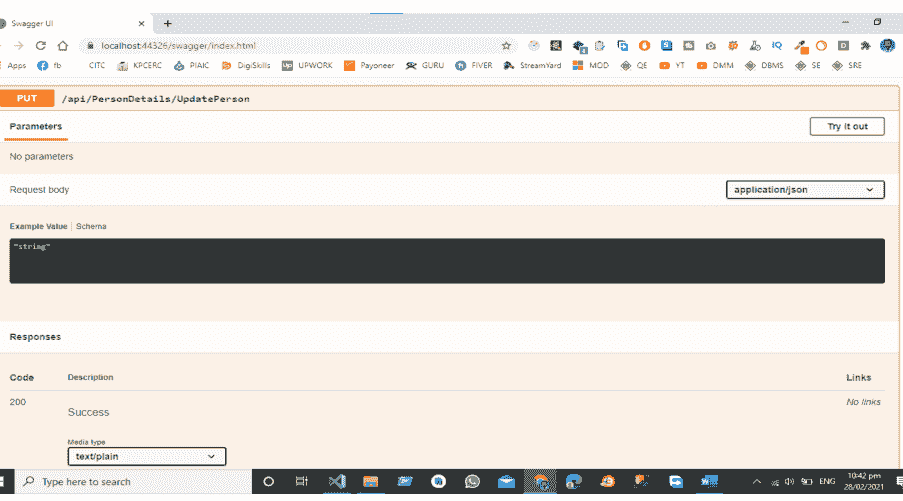 Swagger UI
localhost:44326/swagger/index.html
Apps fb CITC KPCERC PIAIC DigiSkills UPWORK Payoneer GURU FIVER StreamYard MOD QE YT DMM DBMS SE SRE
PUT /api/PersonDetails/UpdatePerson
Parameters Try it out
No parameters
Request body application/json
Example Value | Schema
"string"
Responses
Code Description Links
200 Success No links
Media type
text/plain
Type here to search ENG 10:42 pm
28/02/2021